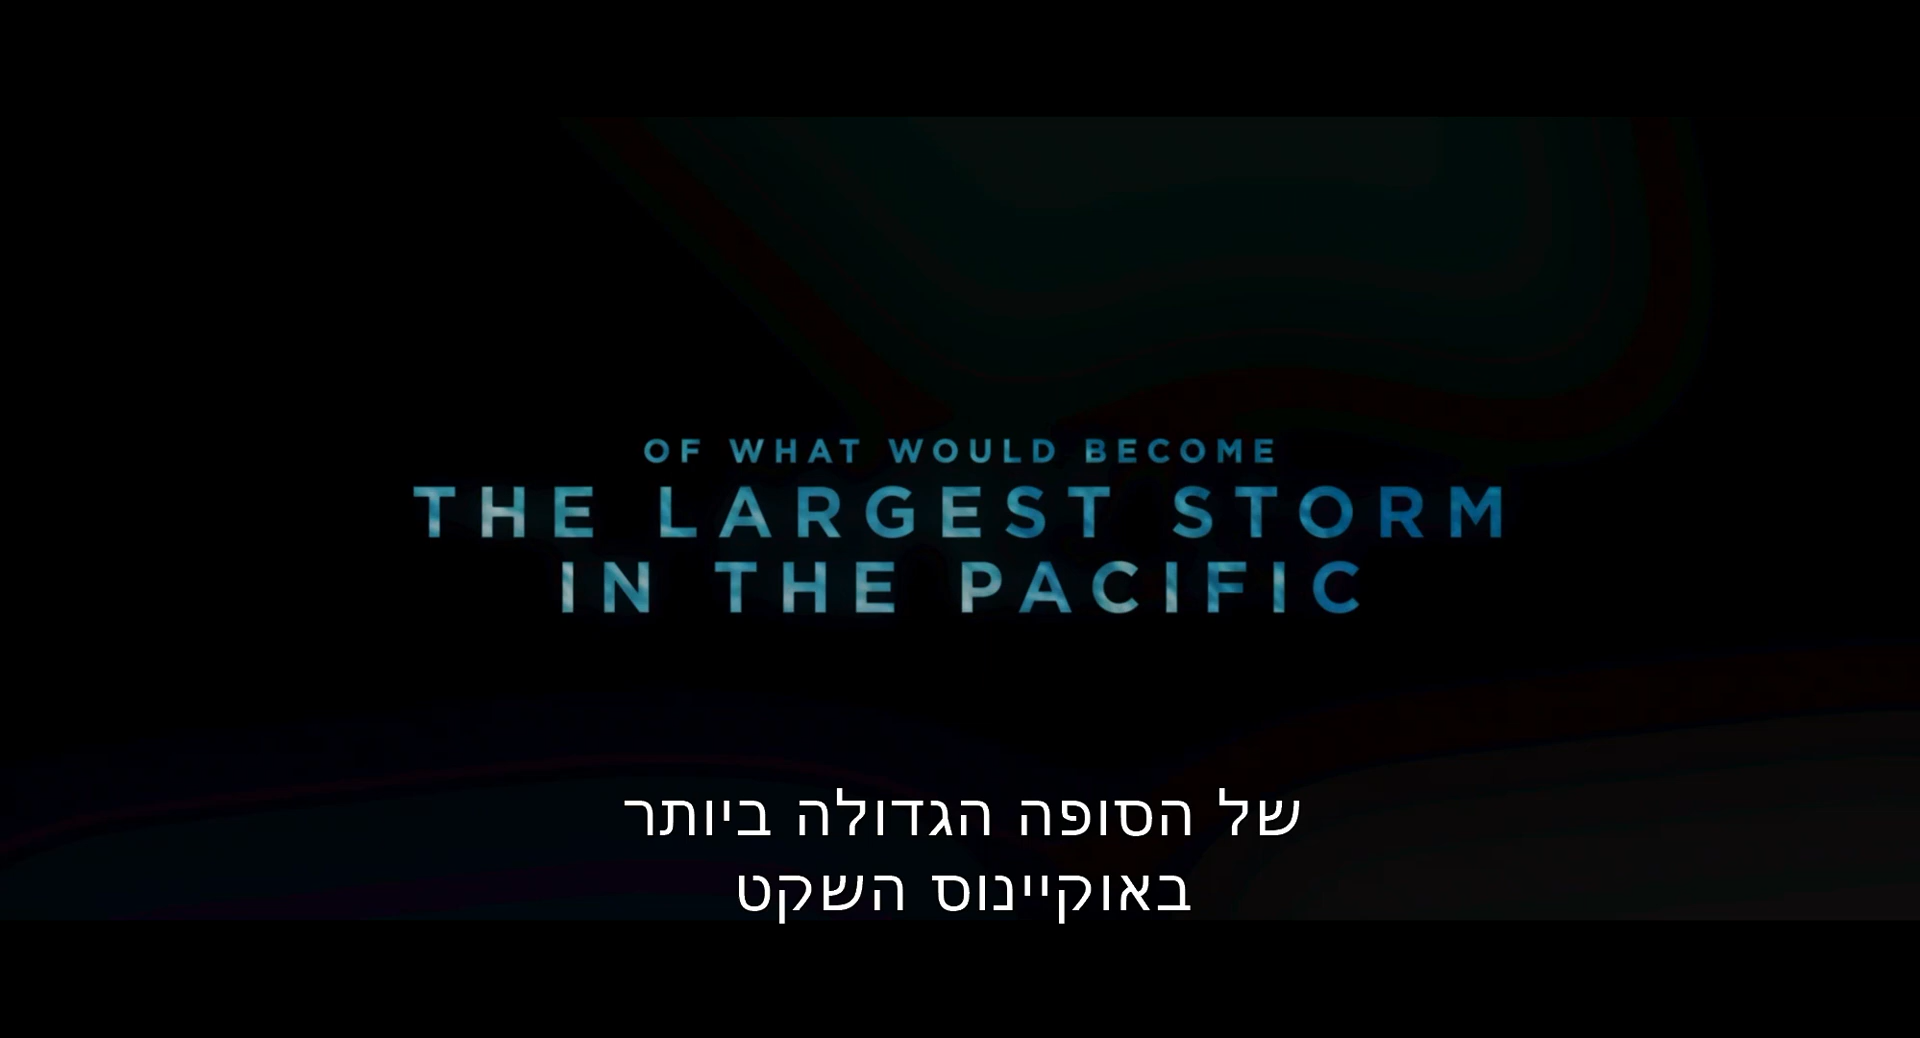 OF WHAT WOULD BECOME
THE LARGEST STORM
IN THE PACIFIC
של הסופה הגדולה ביותר
באוקיינוס השקט